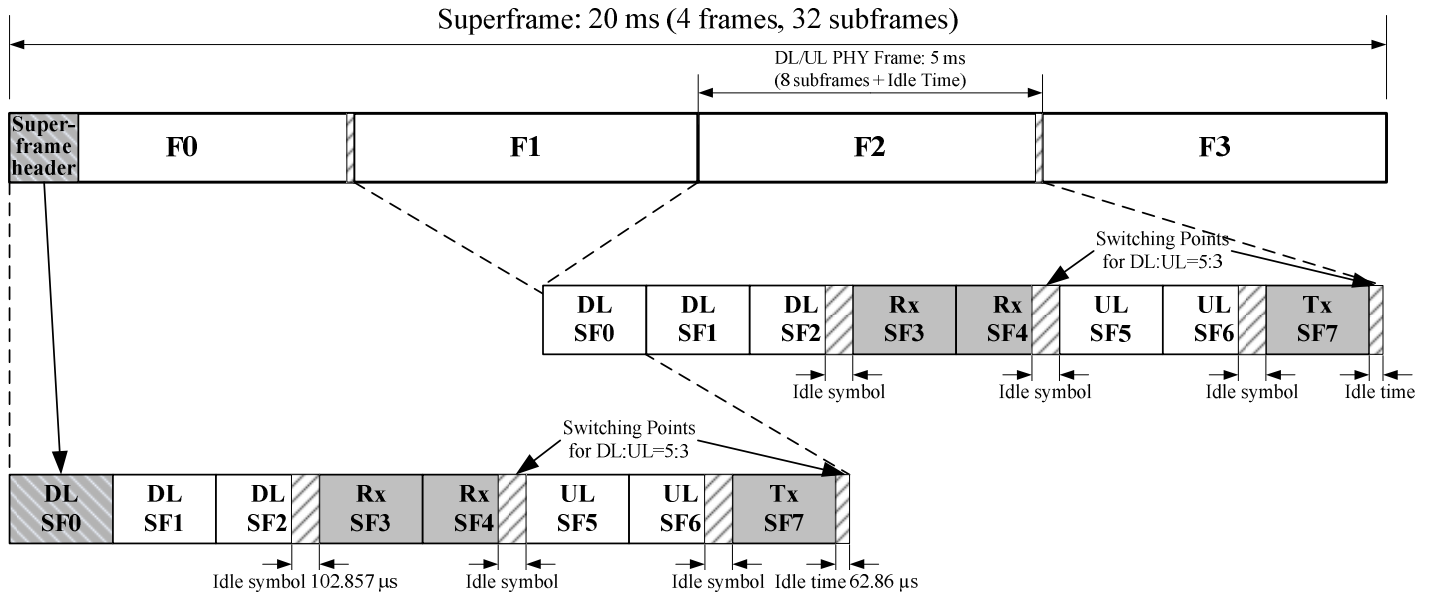 Superframe: 20 ms (4 frames, 32 subframes)
DL/UL PHY Frame: 5 ms
(8 subframes + Idle Time)
Super-
frame
header
F0
F1
F2
F3
Switching Points
for DL:UL=5:3
DL
SF0
DL
SF1
DL
SF2
Rx
SF3
Rx
SF4
UL
SF5
UL
SF6
Tx
SF7
Idle symbol
Idle symbol
Idle symbol
Idle time
Switching Points
for DL:UL=5:3
DL
SF0
DL
SF1
DL
SF2
Rx
SF3
Rx
SF4
UL
SF5
UL
SF6
Tx
SF7
Idle symbol 102.857 µs
Idle symbol
Idle symbol
Idle time 62.86 µs